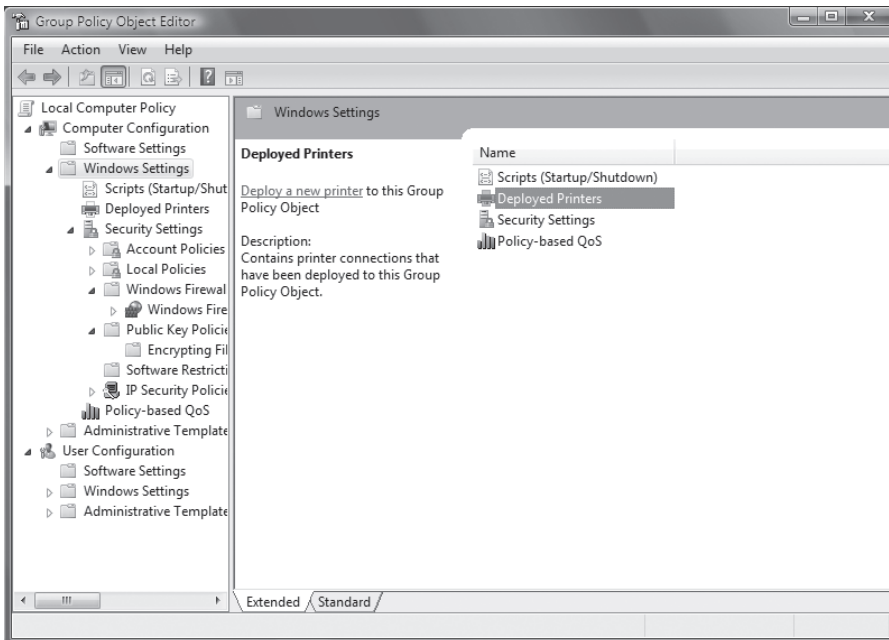 Group Policy Object Editor
File Action View Help
Local Computer Policy
Computer Configuration
Software Settings
Windows Settings
Scripts (Startup/Shut
Deployed Printers
Security Settings
Account Policies
Local Policies
Windows Firewal
Windows Fire
Public Key Policie
Encrypting Fil
Software Restricti
IP Security Policie
Policy-based QoS
Administrative Template
User Configuration
Software Settings
Windows Settings
Administrative Template
Windows Settings
Deployed Printers
Deploy a new printer to this Group
Policy Object
Description:
Contains printer connections that
have been deployed to this Group
Policy Object.
Name
Scripts (Startup/Shutdown)
Deployed Printers
Security Settings
Policy-based QoS
Extended Standard